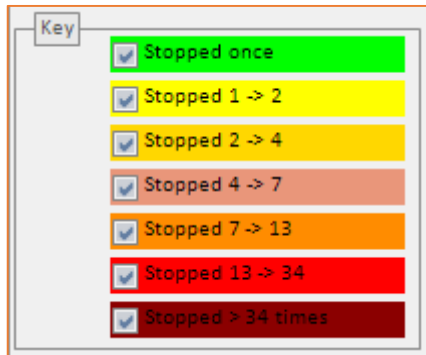 Key
Stopped once
Stopped 1 -> 2
Stopped 2 -> 4
Stopped 4 -> 7
Stopped 7 -> 13
Stopped 13 -> 34
Stopped > 34 times